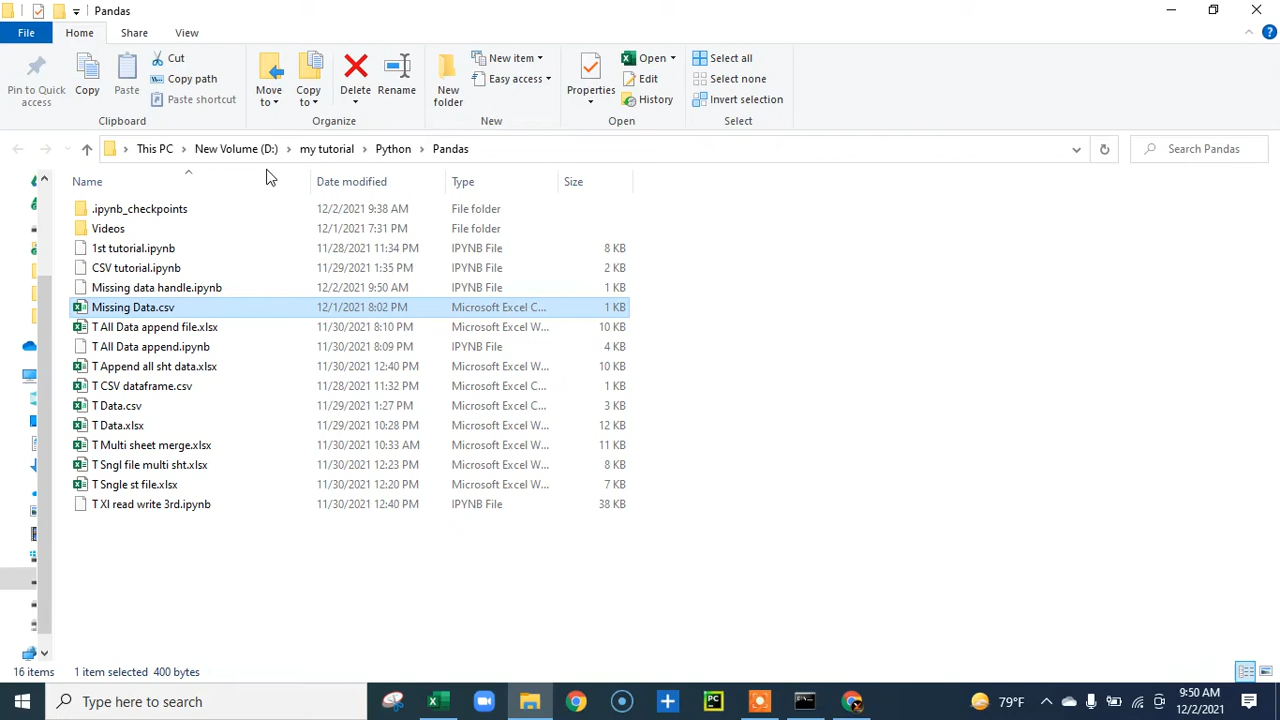 Pandas
File Home Share View
Pin to Quick access
Copy
Paste
Cut
Copy path
Paste shortcut
Clipboard
Move to
Copy to
Delete
Rename
Organize
New folder
New item
Easy access
New
Properties
Open
Edit
History
Open
Select all
Select none
Invert selection
Select
This PC New Volume (D:) my tutorial Python Pandas
Search Pandas
Name Date modified Type Size
.ipynb_checkpoints 12/2/2021 9:38 AM File folder
Videos 12/1/2021 7:31 PM File folder
1st tutorial.ipynb 11/28/2021 11:34 PM IPYNB File 8 KB
CSV tutorial.ipynb 11/29/2021 1:35 PM IPYNB File 2 KB
Missing data handle.ipynb 12/2/2021 9:50 AM IPYNB File 1 KB
Missing Data.csv 12/1/2021 8:02 PM Microsoft Excel C... 1 KB
T All Data append file.xlsx 11/30/2021 8:10 PM Microsoft Excel W... 10 KB
T All Data append.ipynb 11/30/2021 8:09 PM IPYNB File 4 KB
T Append all sht data.xlsx 11/30/2021 12:40 PM Microsoft Excel W... 10 KB
T CSV dataframe.csv 11/28/2021 11:32 PM Microsoft Excel C... 1 KB
T Data.csv 11/29/2021 1:27 PM Microsoft Excel C... 3 KB
T Data.xlsx 11/29/2021 10:28 PM Microsoft Excel W... 12 KB
T Multi sheet merge.xlsx 11/30/2021 10:33 AM Microsoft Excel W... 11 KB
T Sngl file multi sht.xlsx 11/30/2021 12:23 PM Microsoft Excel W... 8 KB
T Sngle st file.xlsx 11/30/2021 12:20 PM Microsoft Excel W... 7 KB
T Xl read write 3rd.ipynb 11/30/2021 12:40 PM IPYNB File 38 KB
16 items 1 item selected 400 bytes
Type here to search
79°F
9:50 AM
12/2/2021